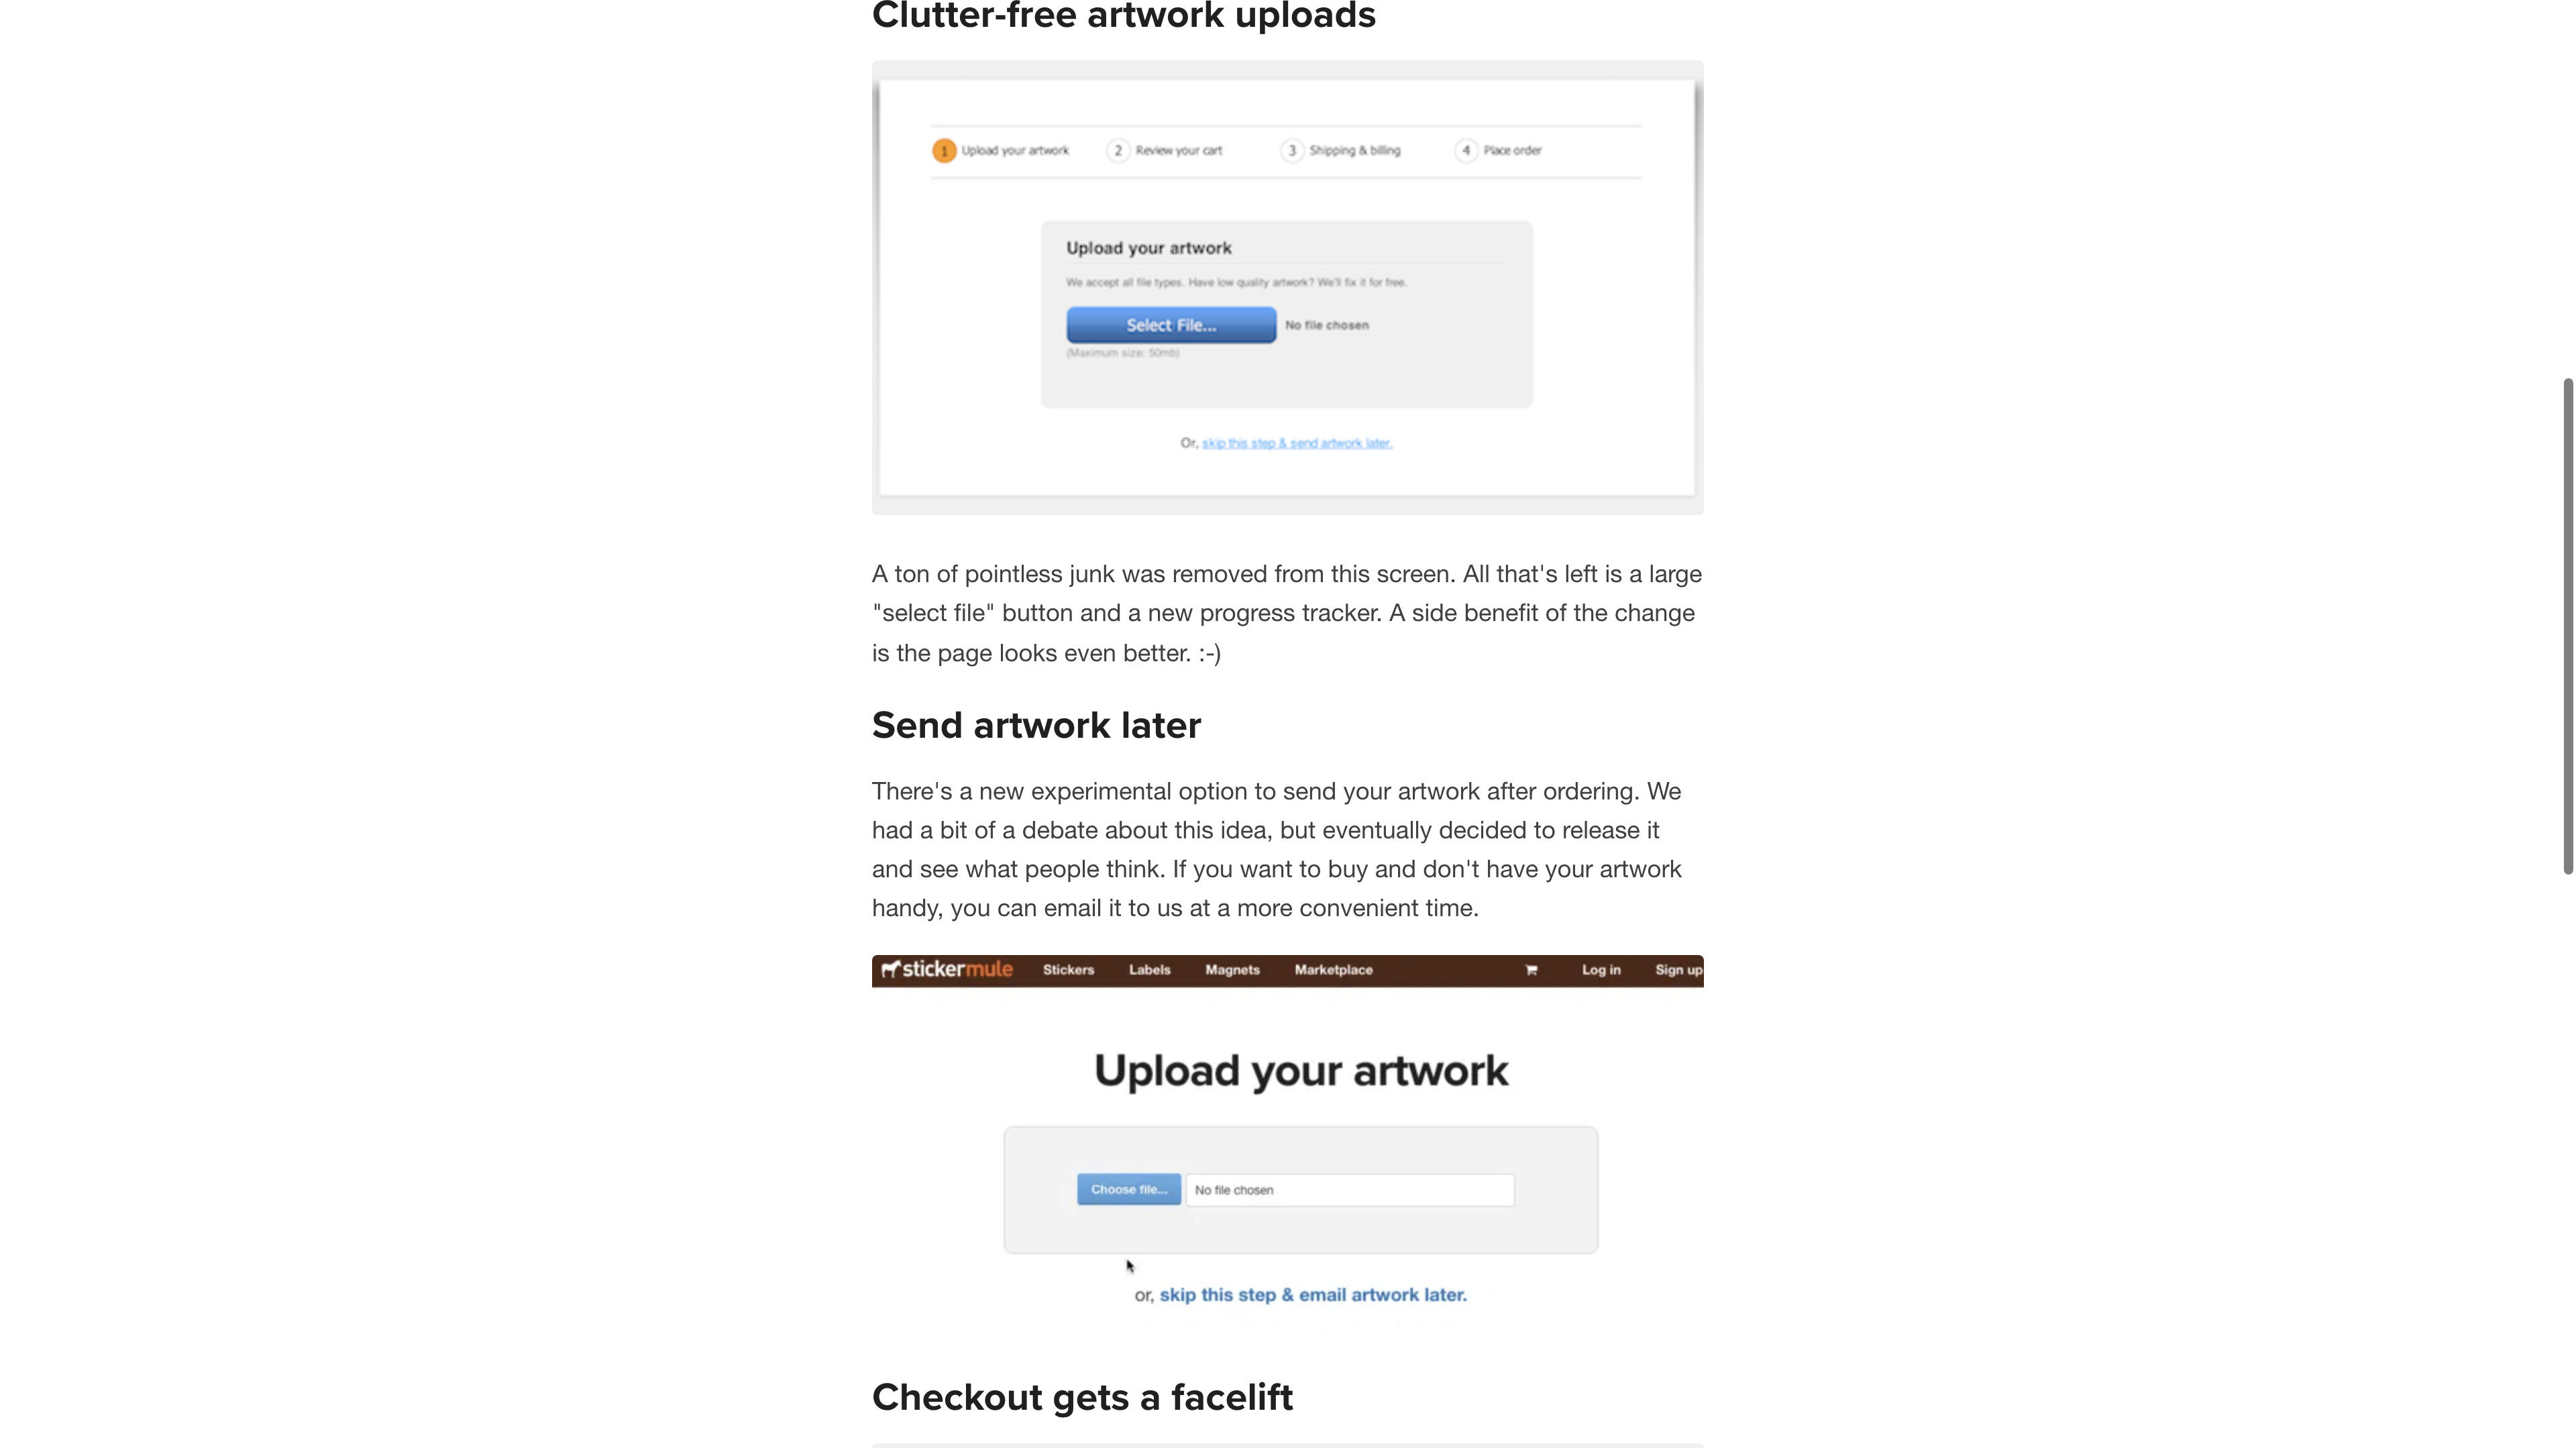 Clutter-free artwork uploads
1 Upload your artwork 2 Review your cart 3 Shipping & billing 4 Place order
Upload your artwork
We accept all file types. Have low quality artwork? We'll fix it for free.
Select File... No file chosen
(Maximum size: 50mb)
Or, skip this step & send artwork later.
A ton of pointless junk was removed from this screen. All that's left is a large
"select file" button and a new progress tracker. A side benefit of the change
is the page looks even better. :-)
Send artwork later
There's a new experimental option to send your artwork after ordering. We
had a bit of a debate about this idea, but eventually decided to release it
and see what people think. If you want to buy and don't have your artwork
handy, you can email it to us at a more convenient time.
stickermule Stickers Labels Magnets Marketplace Log in Sign up
Upload your artwork
Choose file... No file chosen
or, skip this step & email artwork later.
Checkout gets a facelift